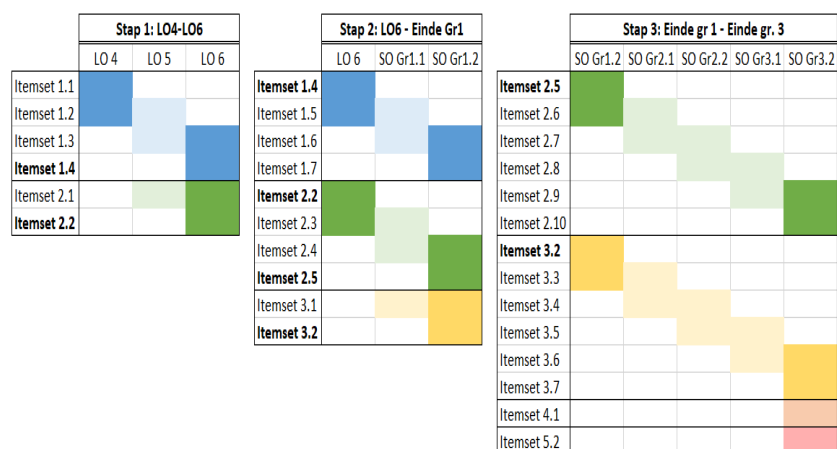 Stap 1: LO4-LO6
LO 4 LO 5 LO 6
Itemset 1.1
Itemset 1.2
Itemset 1.3
Itemset 1.4
Itemset 2.1
Itemset 2.2
Stap 2: LO6 - Einde Gr1
LO 6 SO Gr1.1 SO Gr1.2
Itemset 1.4
Itemset 1.5
Itemset 1.6
Itemset 1.7
Itemset 2.2
Itemset 2.3
Itemset 2.4
Itemset 2.5
Itemset 3.1
Itemset 3.2
Stap 3: Einde gr 1 - Einde gr. 3
SO Gr1.2 SO Gr2.1 SO Gr2.2 SO Gr3.1 SO Gr3.2
Itemset 2.5
Itemset 2.6
Itemset 2.7
Itemset 2.8
Itemset 2.9
Itemset 2.10
Itemset 3.2
Itemset 3.3
Itemset 3.4
Itemset 3.5
Itemset 3.6
Itemset 3.7
Itemset 4.1
Itemset 5.2